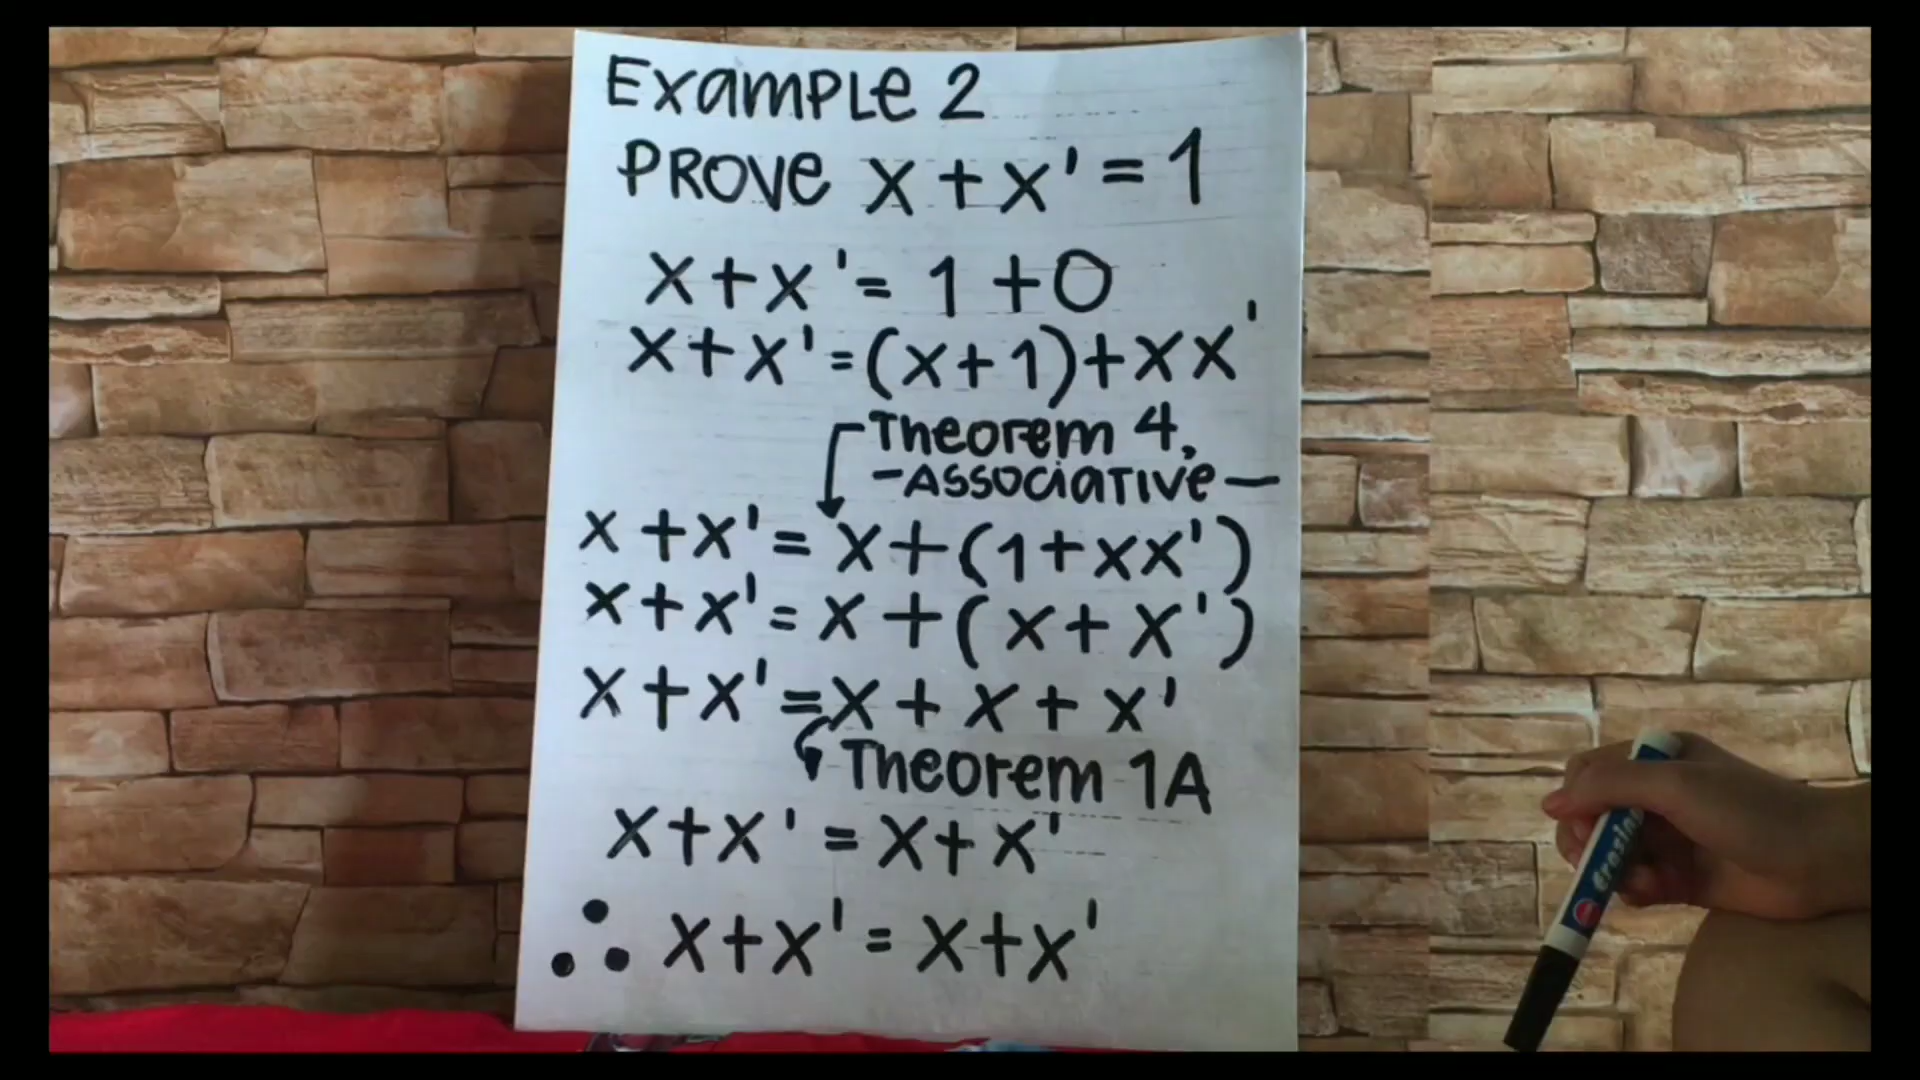 Example 2
Prove x + x' = 1
x + x' = 1 + 0
x + x' = (x + 1) + xx'
Theorem 4,
- Associative -
x + x' = x + (1 + xx')
x + x' = x + (x + x')
x + x' = x + x + x'
Theorem 1A
x + x' = x + x'
∴ x + x' = x + x'